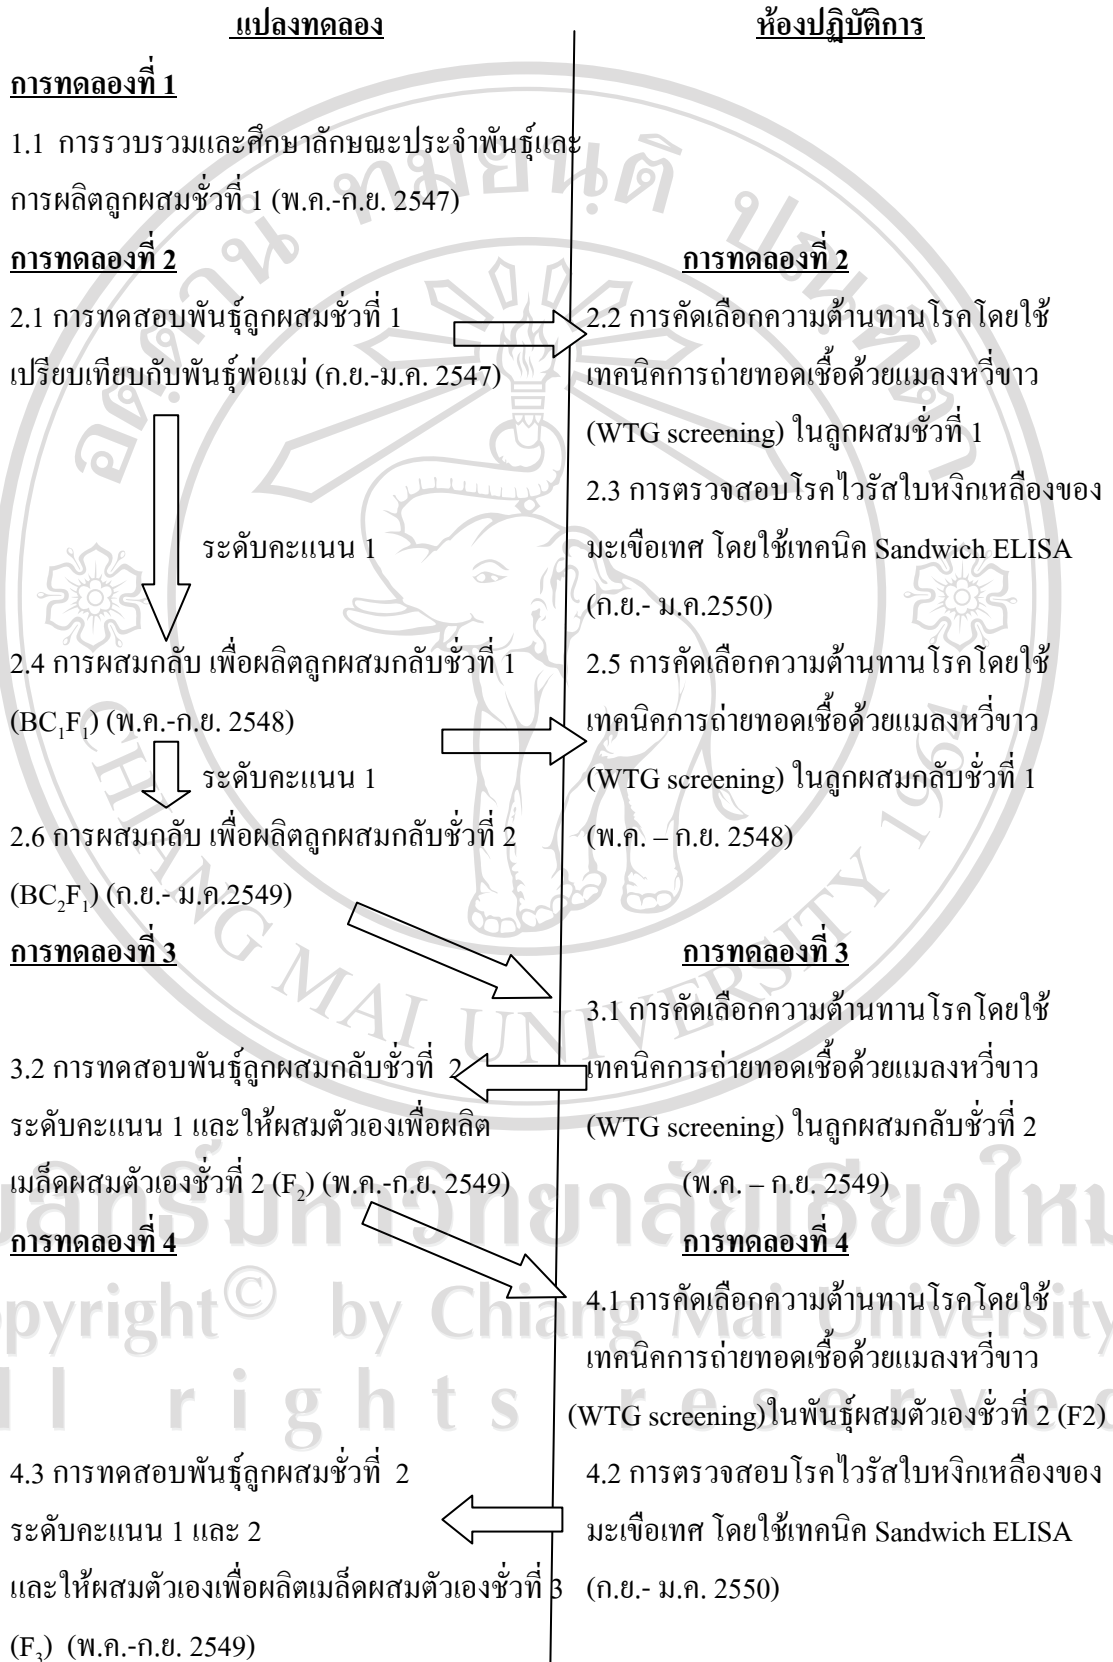 แปลงทดลอง
ห้องปฏิบัติการ
การทดลองที่ 1
1.1 การรวบรวมและศึกษาลักษณะประจำพันธุ์และ
การผลิตลูกผสมชั่วที่ 1 (พ.ค.-ก.ย. 2547)
การทดลองที่ 2
2.1 การทดสอบพันธุ์ลูกผสมชั่วที่ 1
เปรียบเทียบกับพันธุ์พ่อแม่ (ก.ย.-ม.ค. 2547)
ระดับคะแนน 1
2.4 การผสมกลับ เพื่อผลิตลูกผสมกลับชั่วที่ 1
(BC₁F₁) (พ.ค.-ก.ย. 2548)
ระดับคะแนน 1
2.6 การผสมกลับ เพื่อผลิตลูกผสมกลับชั่วที่ 2
(BC₂F₁) (ก.ย.- ม.ค.2549)
การทดลองที่ 3
3.2 การทดสอบพันธุ์ลูกผสมกลับชั่วที่ 2
ระดับคะแนน 1 และให้ผสมตัวเองเพื่อผลิต
เมล็ดผสมตัวเองชั่วที่ 2 (F₂) (พ.ค.-ก.ย. 2549)
การทดลองที่ 4
4.3 การทดสอบพันธุ์ลูกผสมชั่วที่ 2
ระดับคะแนน 1 และ 2
และให้ผสมตัวเองเพื่อผลิตเมล็ดผสมตัวเองชั่วที่ 3
(F₃) (พ.ค.-ก.ย. 2549)
การทดลองที่ 2
2.2 การคัดเลือกความต้านทานโรคโดยใช้
เทคนิคการถ่ายทอดเชื้อด้วยแมลงหวี่ขาว
(WTG screening) ในลูกผสมชั่วที่ 1
2.3 การตรวจสอบโรคไวรัสใบหงิกเหลืองของ
มะเขือเทศ โดยใช้เทคนิค Sandwich ELISA
(ก.ย.- ม.ค.2550)
2.5 การคัดเลือกความต้านทานโรคโดยใช้
เทคนิคการถ่ายทอดเชื้อด้วยแมลงหวี่ขาว
(WTG screening) ในลูกผสมกลับชั่วที่ 1
(พ.ค. – ก.ย. 2548)
การทดลองที่ 3
3.1 การคัดเลือกความต้านทานโรคโดยใช้
เทคนิคการถ่ายทอดเชื้อด้วยแมลงหวี่ขาว
(WTG screening) ในลูกผสมกลับชั่วที่ 2
(พ.ค. – ก.ย. 2549)
การทดลองที่ 4
4.1 การคัดเลือกความต้านทานโรคโดยใช้
เทคนิคการถ่ายทอดเชื้อด้วยแมลงหวี่ขาว
(WTG screening)ในพันธุ์ผสมตัวเองชั่วที่ 2 (F2)
4.2 การตรวจสอบโรคไวรัสใบหงิกเหลืองของ
มะเขือเทศ โดยใช้เทคนิค Sandwich ELISA
(ก.ย.- ม.ค. 2550)
อตฺตานํ ทมยนฺติ ปณฺฑิตา
CHIANG MAI UNIVERSITY 1964
มหาวิทยาลัยเชียงใหม
by Chiang Mai University
rights reserved